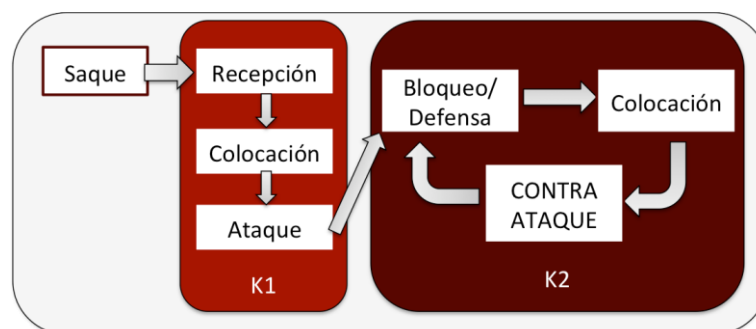 Saque
Recepción
Colocación
Ataque
K1
Bloqueo/
Defensa
Colocación
CONTRA
ATAQUE
K2